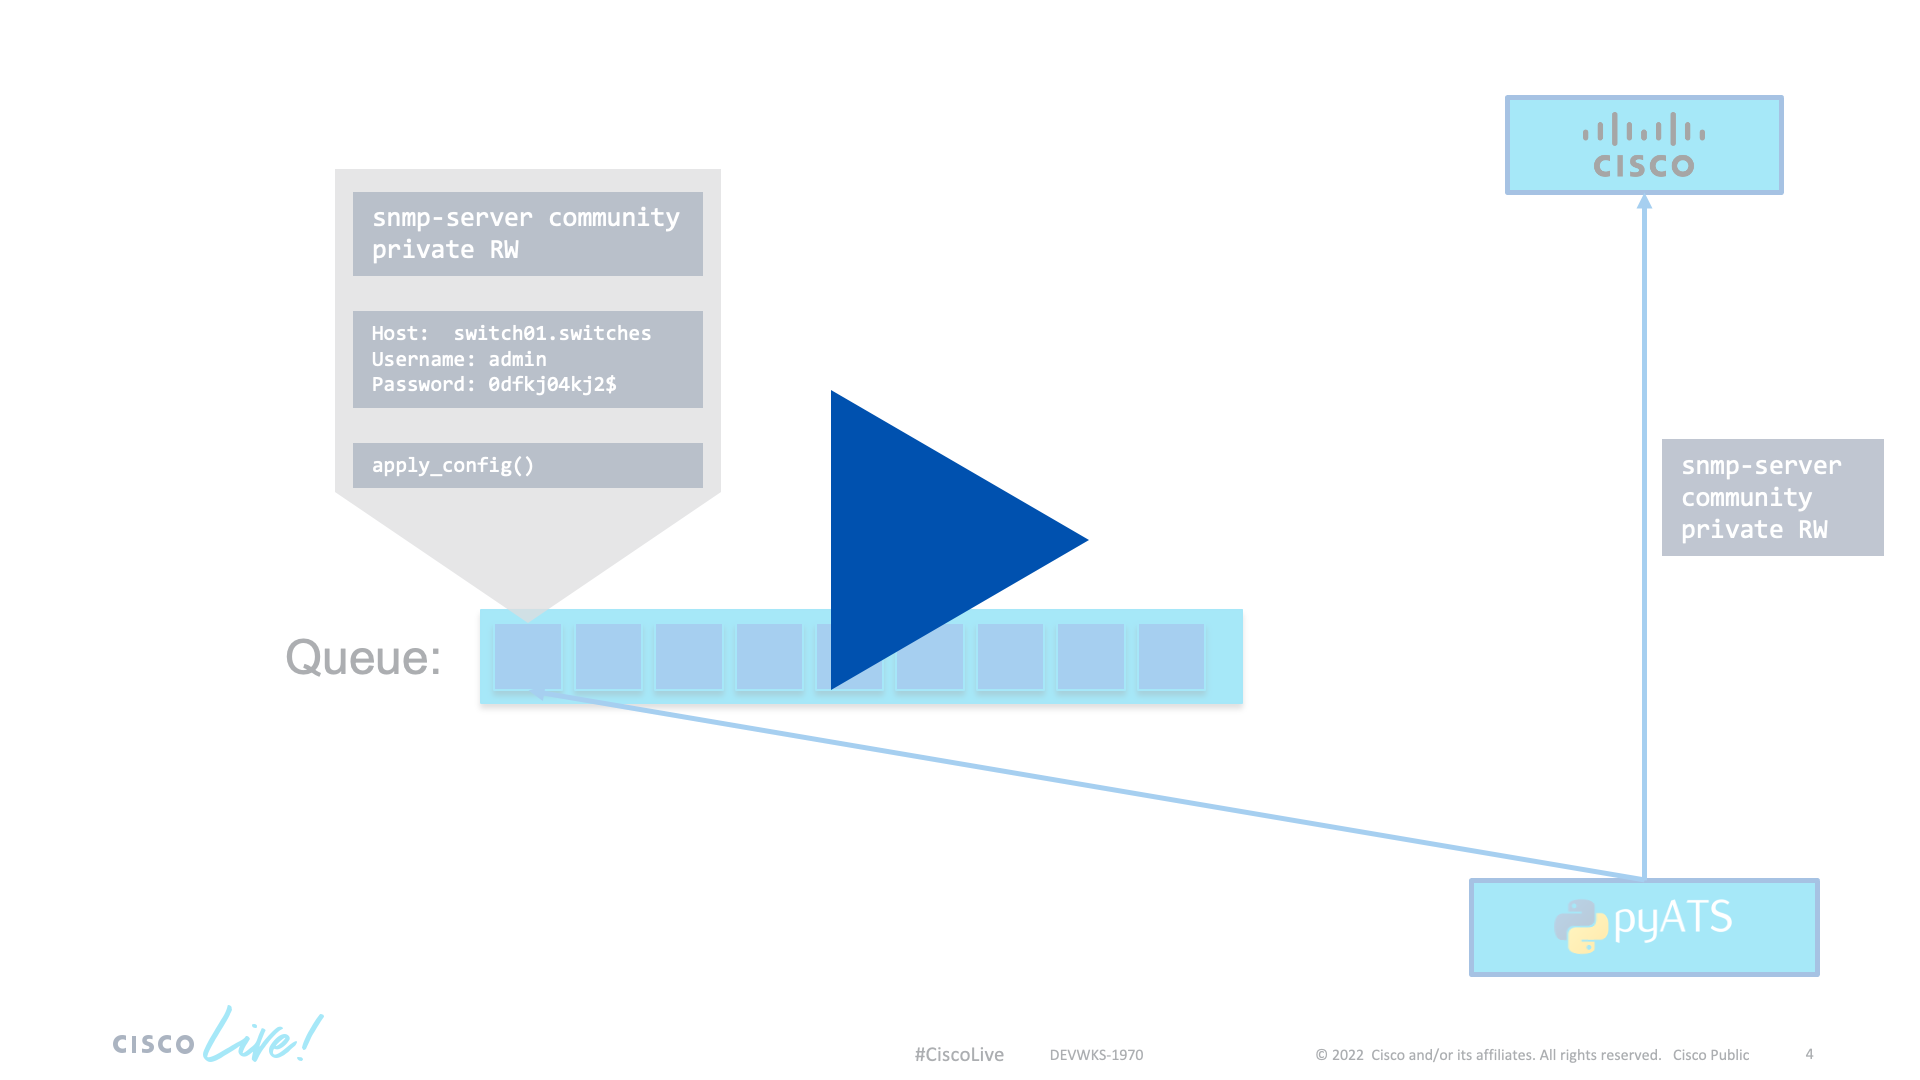 CISCO
snmp-server community
private RW
Host:  switch01.switches
Username: admin
Password: 0dfkj04kj2$
apply_config()
snmp-server
community
private RW
Queue:
pyATS
CISCO Live!
#CiscoLive
DEVWKS-1970
© 2022  Cisco and/or its affiliates. All rights reserved.   Cisco Public
4